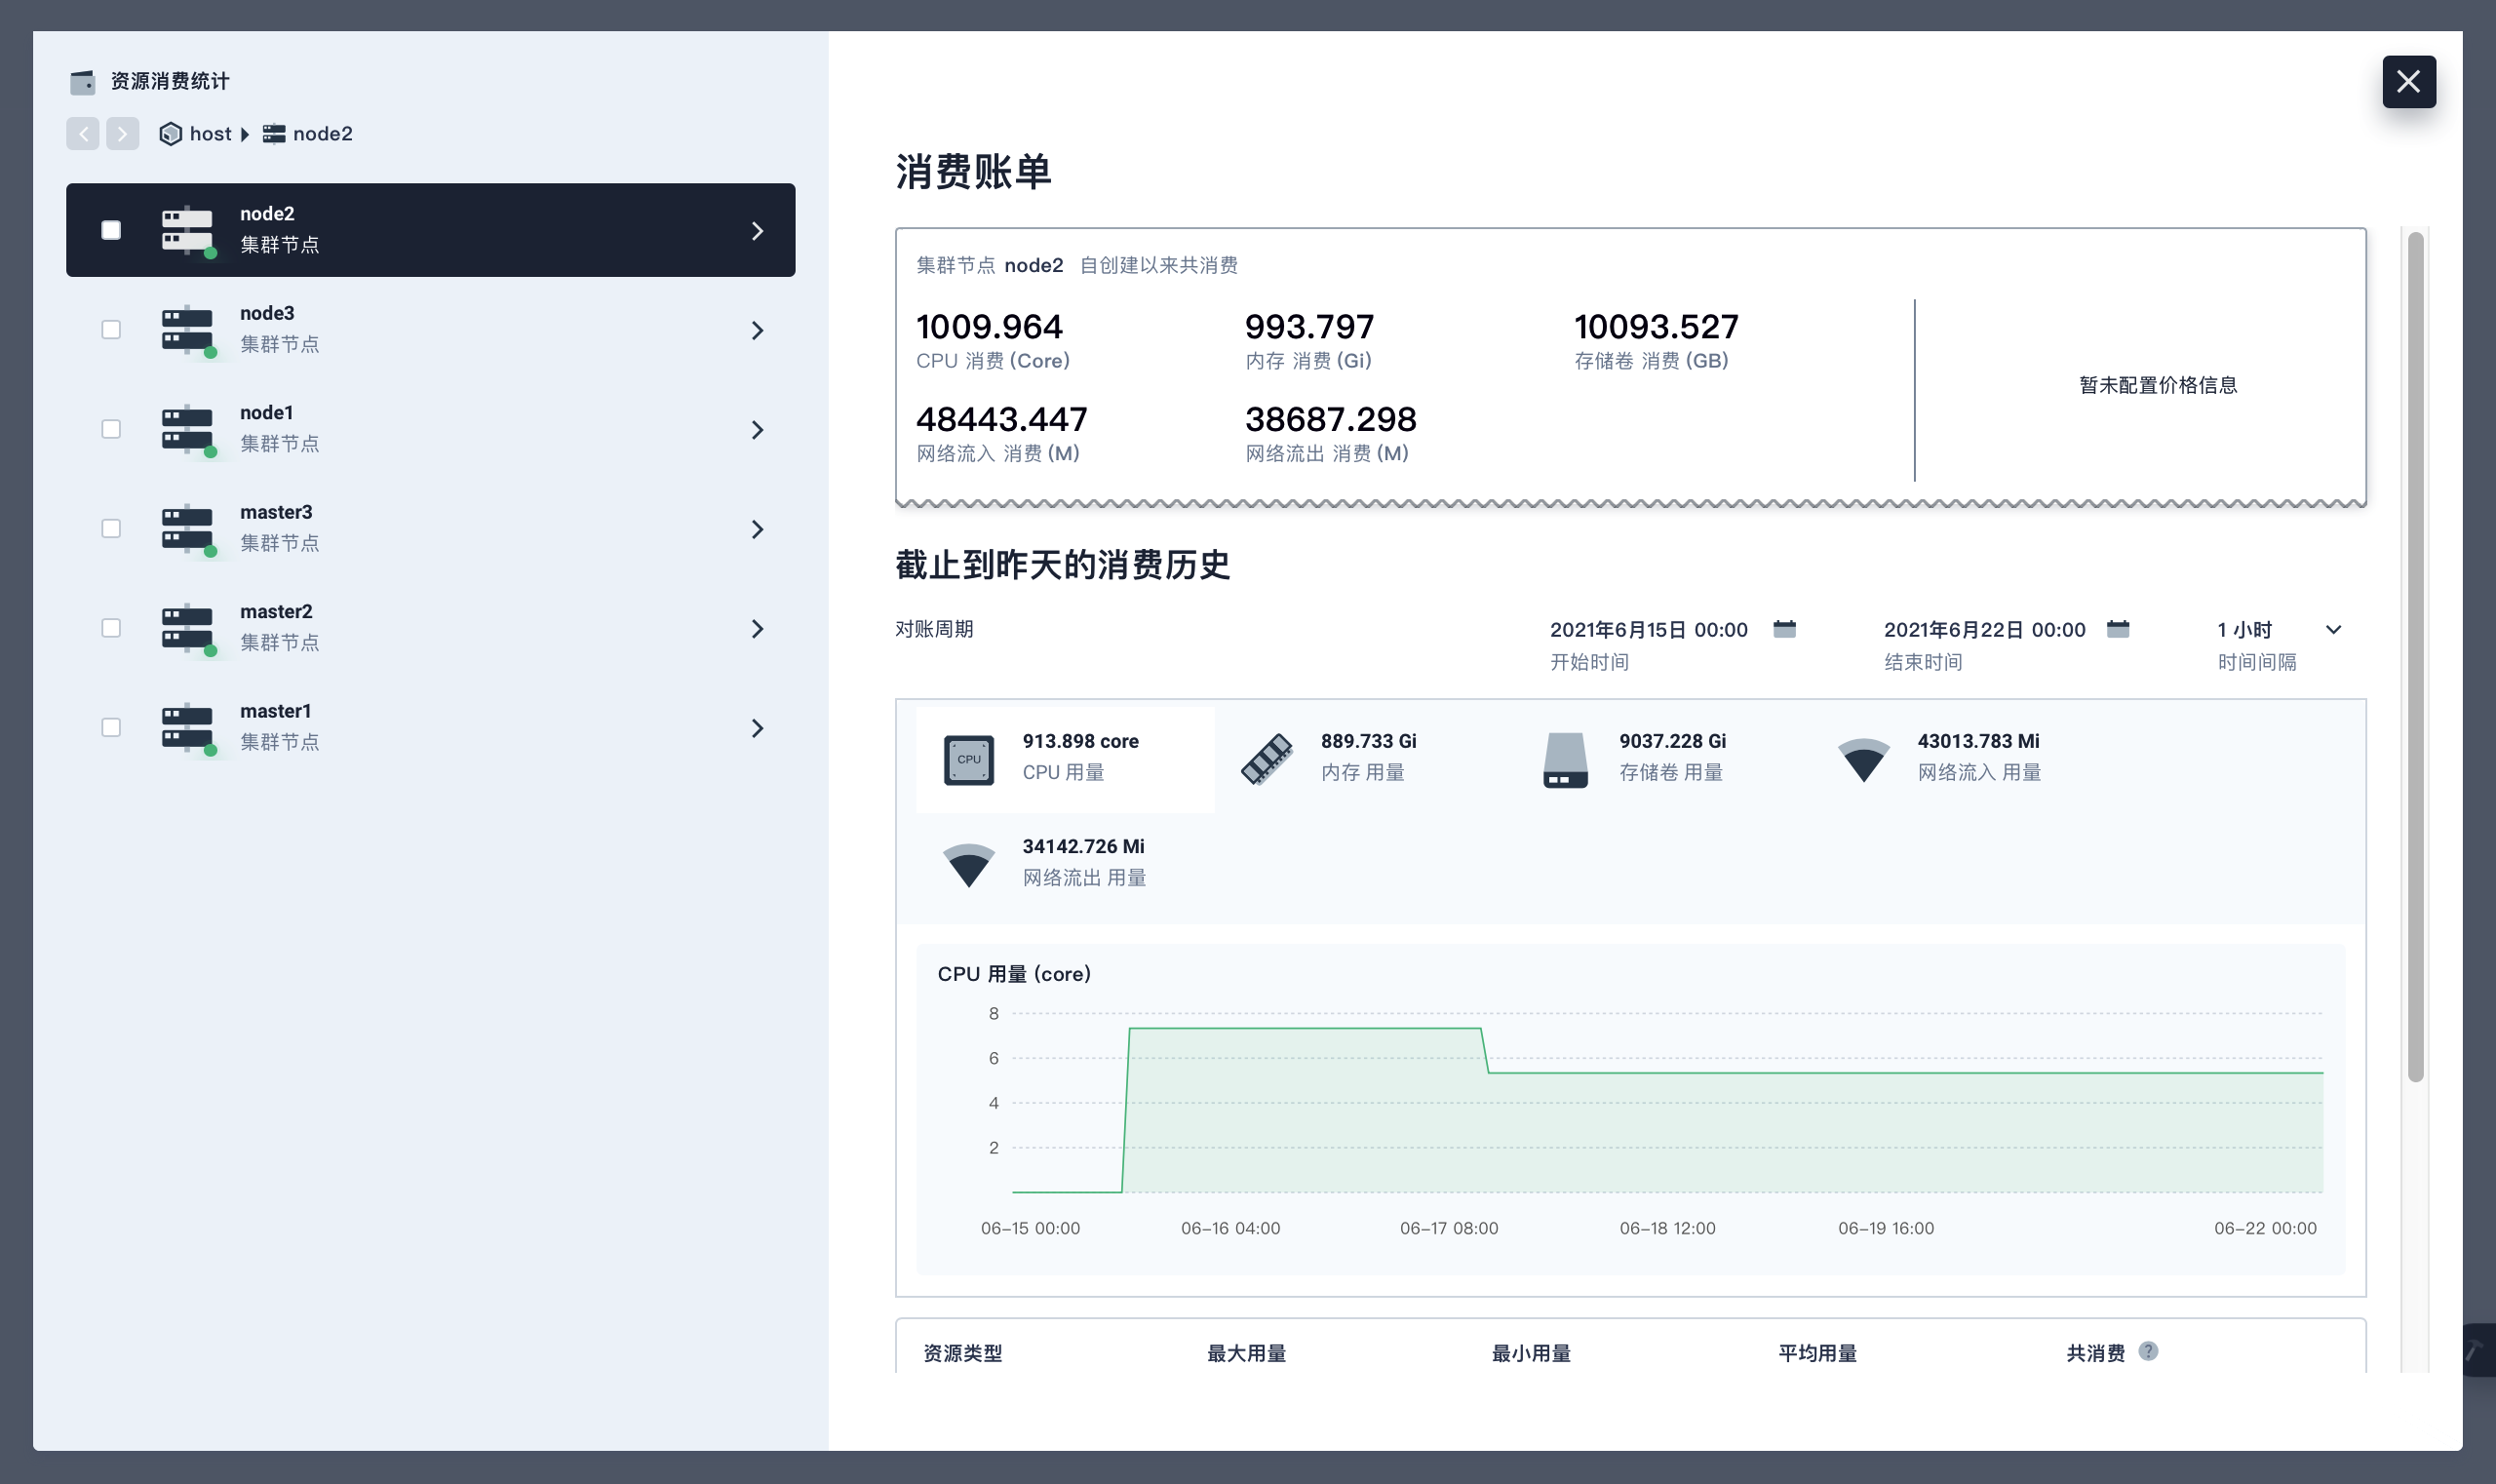 资源消费统计
host node2
node2
集群节点
node3
集群节点
node1
集群节点
master3
集群节点
master2
集群节点
master1
集群节点
消费账单
集群节点 node2 自创建以来共消费
1009.964 993.797 10093.527
CPU 消费 (Core) 内存 消费 (Gi) 存储卷 消费 (GB)
暂未配置价格信息
48443.447 38687.298
网络流入 消费 (M) 网络流出 消费 (M)
截止到昨天的消费历史
对账周期 2021年6月15日 00:00 2021年6月22日 00:00 1 小时
开始时间 结束时间 时间间隔
913.898 core 889.733 Gi 9037.228 Gi 43013.783 Mi
CPU
CPU 用量 内存 用量 存储卷 用量 网络流入 用量
34142.726 Mi
网络流出 用量
CPU 用量 (core)
8
6
4
2
06-15 00:00 06-16 04:00 06-17 08:00 06-18 12:00 06-19 16:00 06-22 00:00
资源类型 最大用量 最小用量 平均用量 共消费 ?